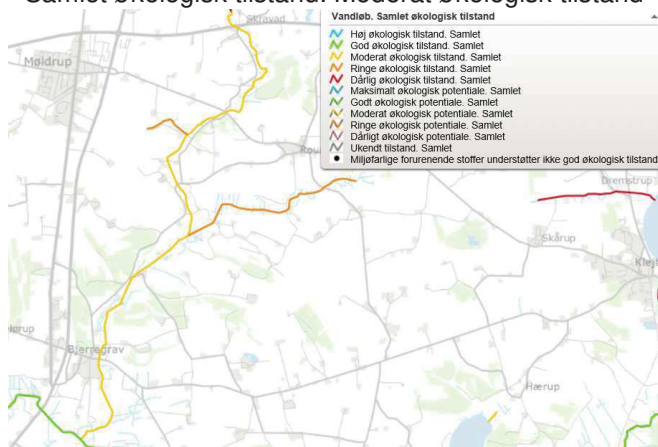 Samlet økologisk tilstand: Moderat økologisk tilstand
Skravad
Vandløb. Samlet økologisk tilstand
Høj økologisk tilstand. Samlet
God økologisk tilstand. Samlet
Moderat økologisk tilstand. Samlet
Ringe økologisk tilstand. Samlet
Dårlig økologisk tilstand. Samlet
Maksimalt økologisk potentiale. Samlet
Godt økologisk potentiale. Samlet
Moderat økologisk potentiale. Samlet
Ringe økologisk potentiale. Samlet
Dårligt økologisk potentiale. Samlet
Ukendt tilstand. Samlet
Miljøfarlige forurenende stoffer understøtter ikke god økologisk tilstand
Møldrup
Rou
Dremstrup
Skårup
Klejt
Bjerregrav
Hærup